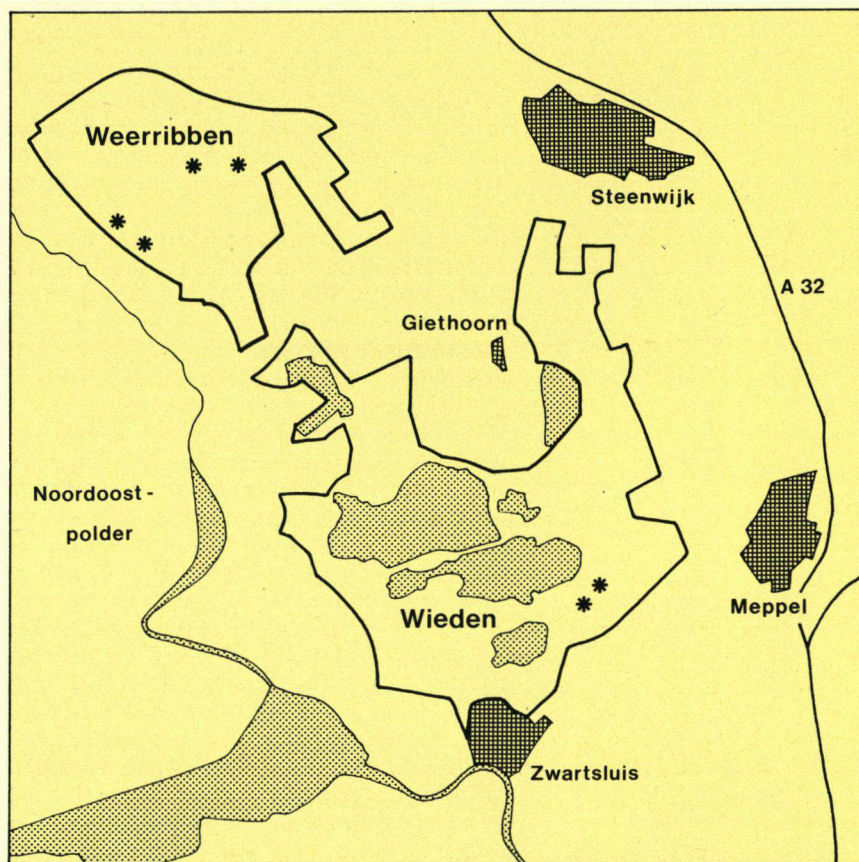 Weerribben
Steenwijk
A 32
Giethoorn
Noordoost -
polder
Wieden
Meppel
Zwartsluis